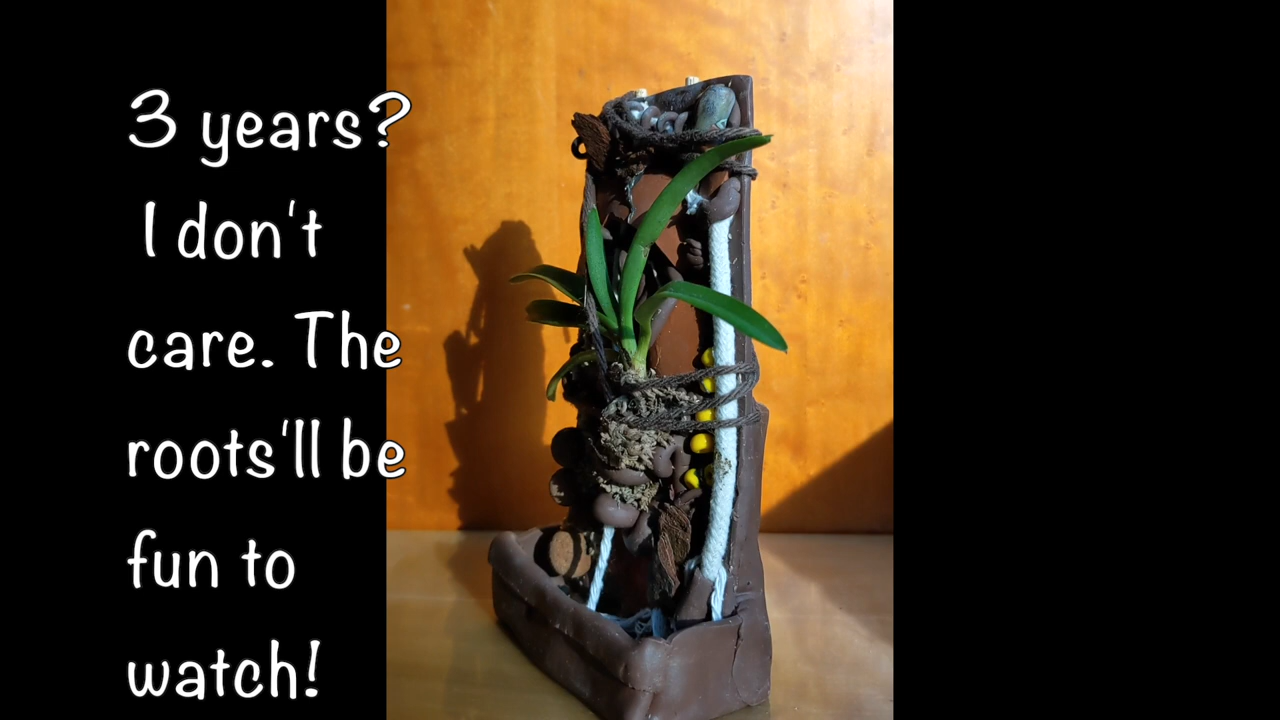 3 years?
I don't
care. The
roots'll be
fun to
watch!